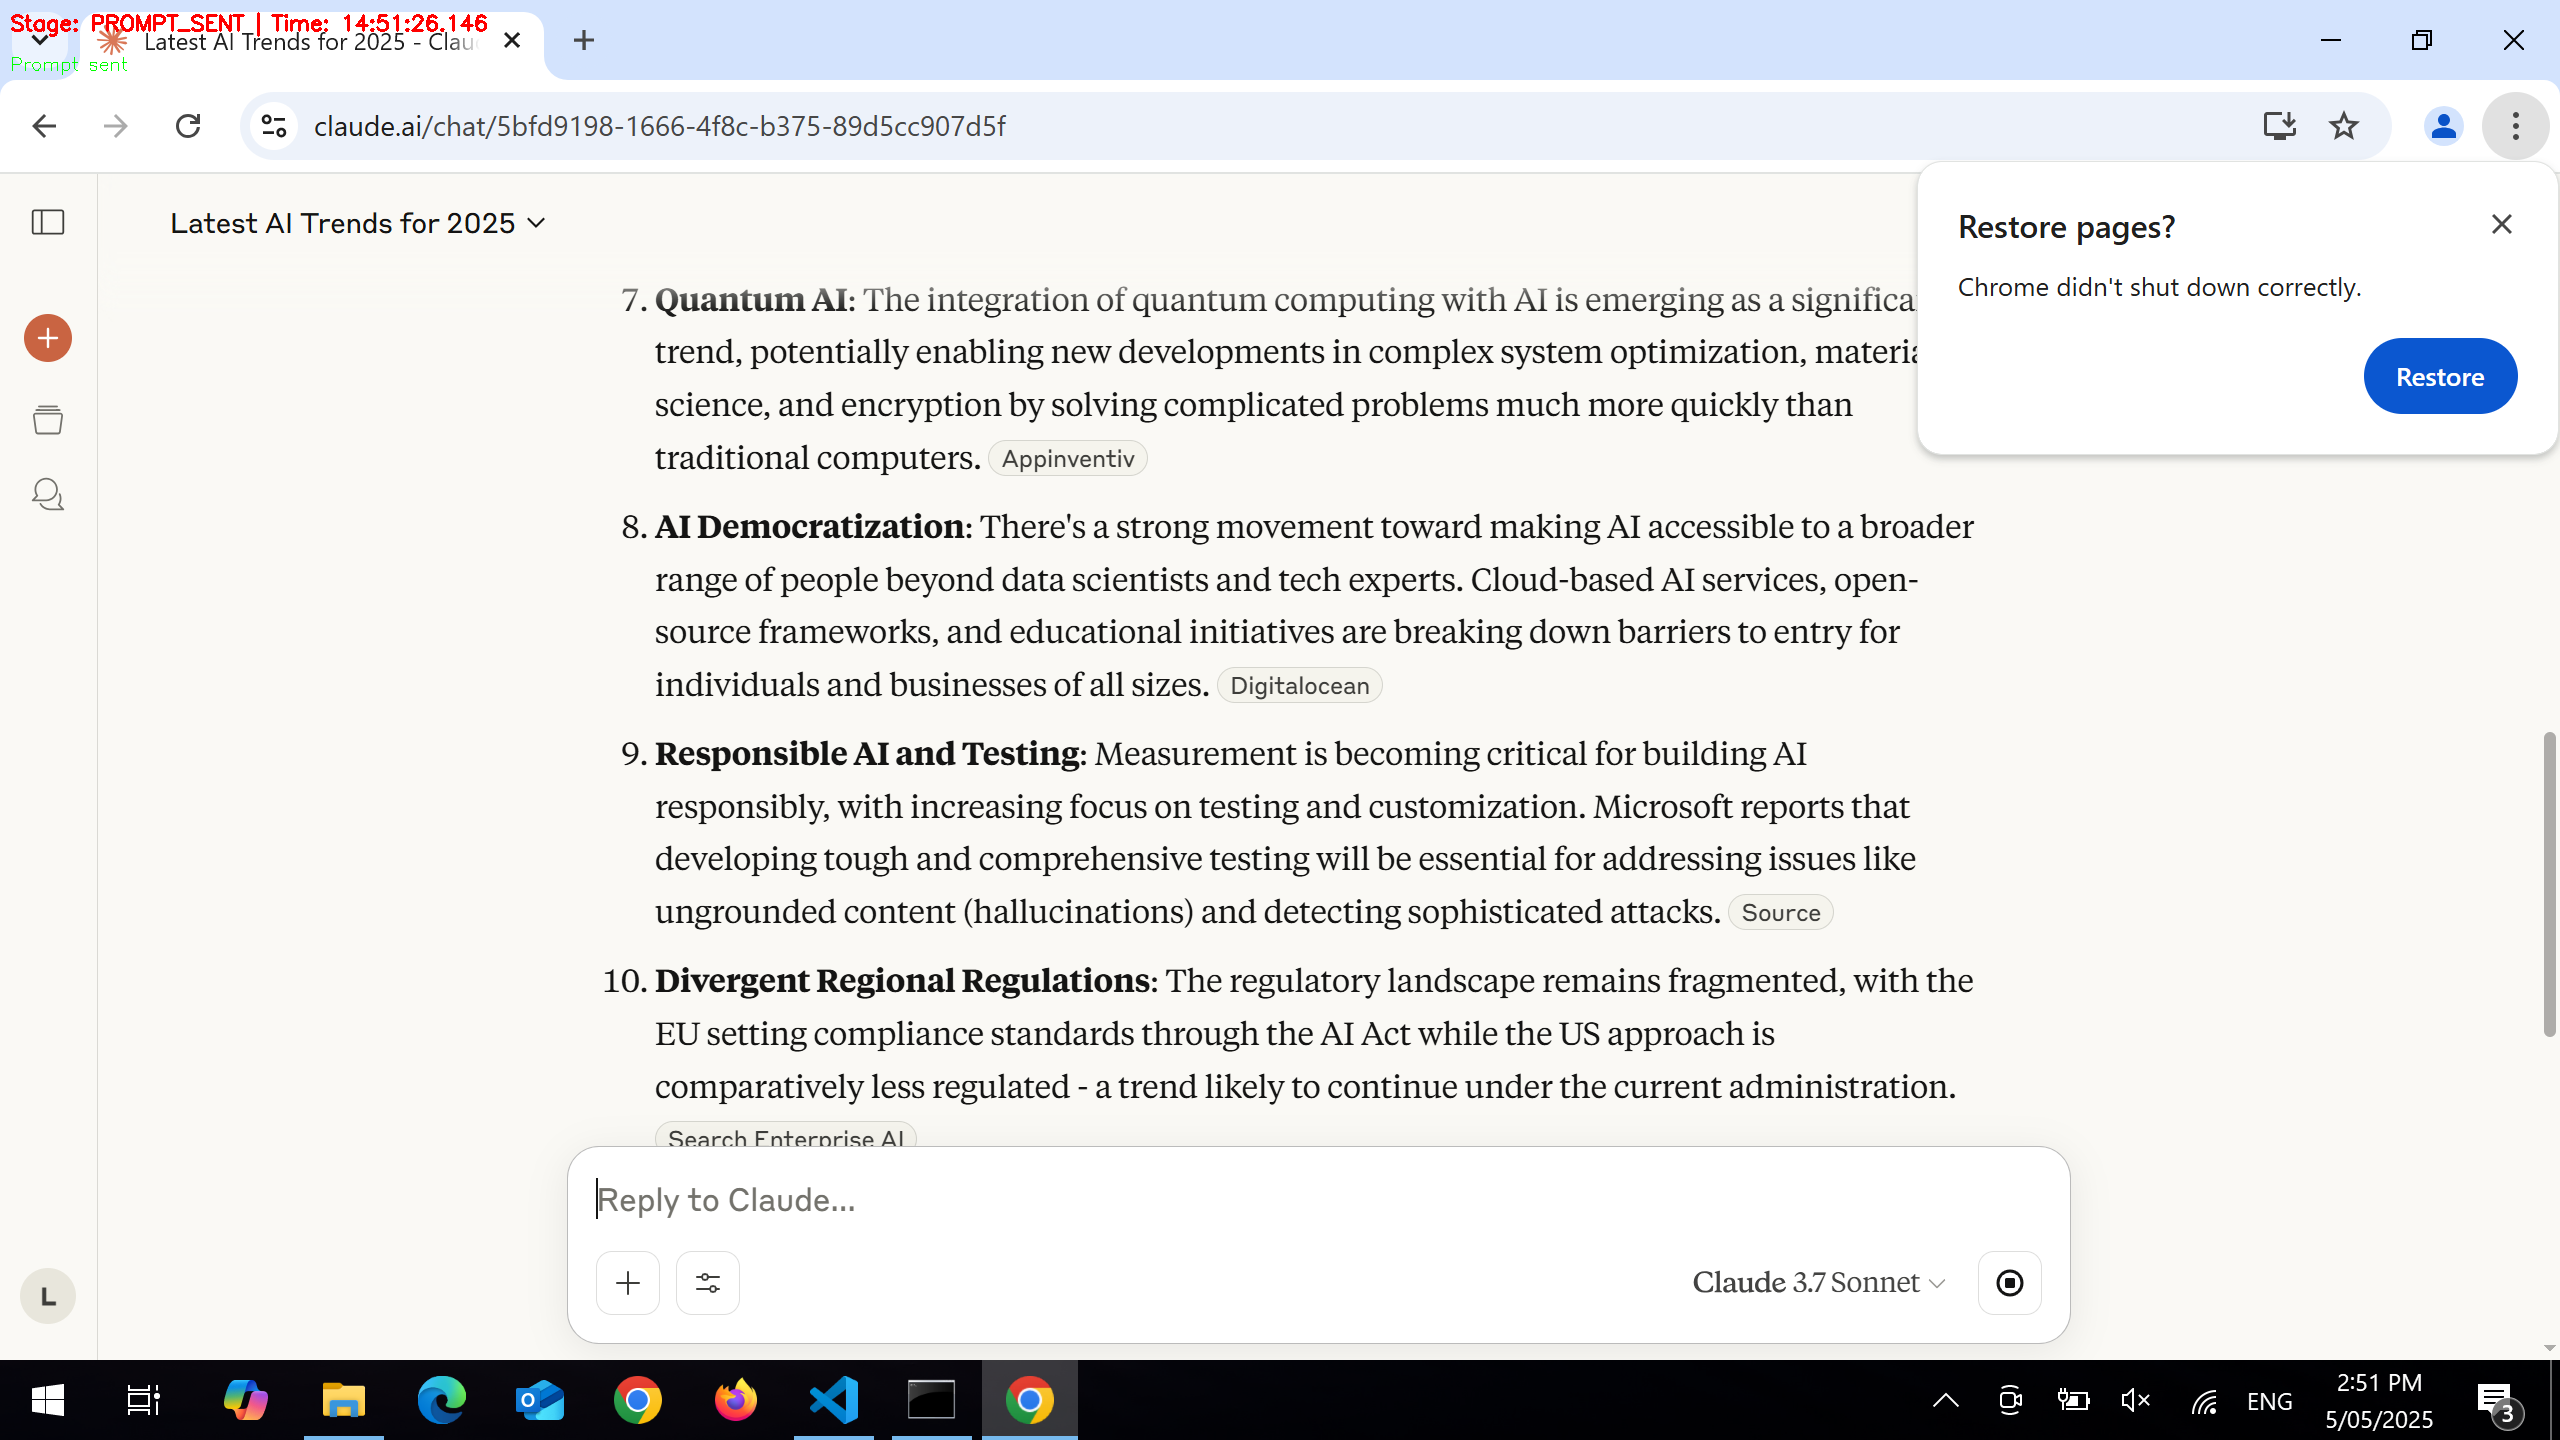 Stage: PROMPT_SENT | Time: 14:51:26.146
Latest AI Trends for 2025 - Clau
Prompt sent
claude.ai/chat/5bfd9198-1666-4f8c-b375-89d5cc907d5f
Restore pages?
Chrome didn't shut down correctly.
Restore
Latest AI Trends for 2025
7. Quantum AI: The integration of quantum computing with AI is emerging as a significa
trend, potentially enabling new developments in complex system optimization, materia
science, and encryption by solving complicated problems much more quickly than
traditional computers. Appinventiv
8. AI Democratization: There's a strong movement toward making AI accessible to a broader
range of people beyond data scientists and tech experts. Cloud-based AI services, open-
source frameworks, and educational initiatives are breaking down barriers to entry for
individuals and businesses of all sizes. Digitalocean
9. Responsible AI and Testing: Measurement is becoming critical for building AI
responsibly, with increasing focus on testing and customization. Microsoft reports that
developing tough and comprehensive testing will be essential for addressing issues like
ungrounded content (hallucinations) and detecting sophisticated attacks. Source
10. Divergent Regional Regulations: The regulatory landscape remains fragmented, with the
EU setting compliance standards through the AI Act while the US approach is
comparatively less regulated - a trend likely to continue under the current administration.
Search Enterprise AI
Reply to Claude...
Claude 3.7 Sonnet
L
ENG
2:51 PM
5/05/2025
3